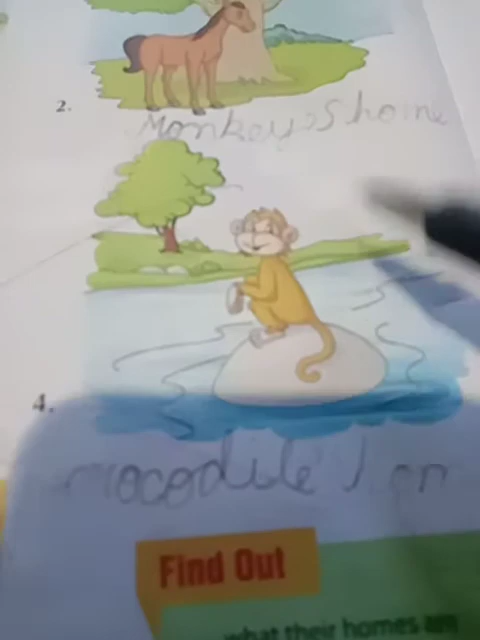 2.
Monkey's home
4.
crocodile
Find Out
what their homes are